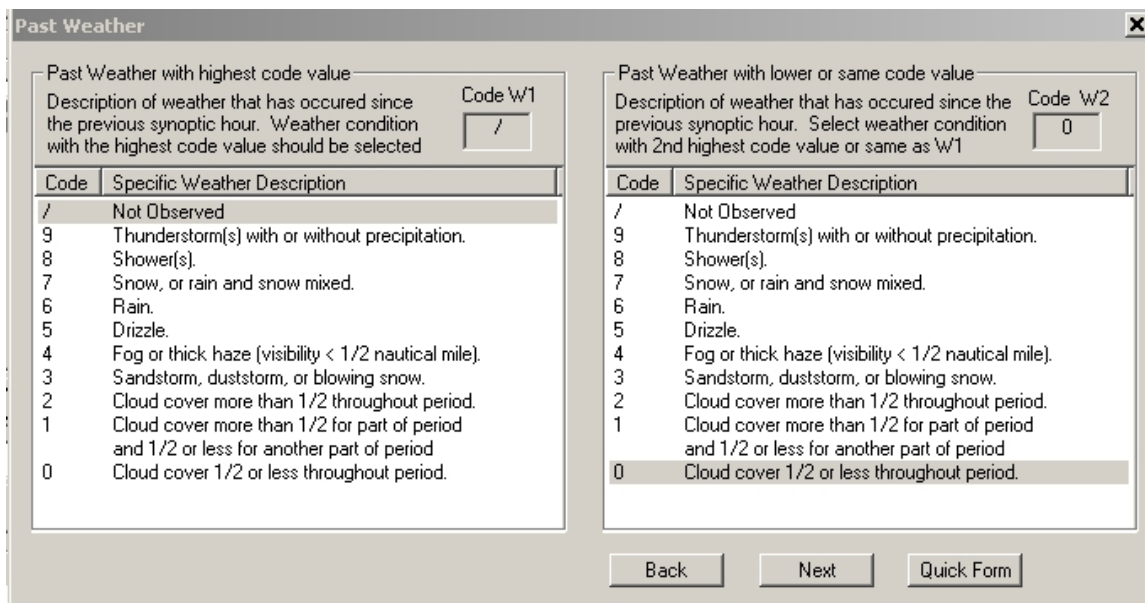 Past Weather
Past Weather with highest code value
Description of weather that has occured since
the previous synoptic hour. Weather condition
with the highest code value should be selected
Code W1
/
Code Specific Weather Description
/ Not Observed
9 Thunderstorm(s) with or without precipitation.
8 Shower(s).
7 Snow, or rain and snow mixed.
6 Rain.
5 Drizzle.
4 Fog or thick haze (visibility < 1/2 nautical mile).
3 Sandstorm, duststorm, or blowing snow.
2 Cloud cover more than 1/2 throughout period.
1 Cloud cover more than 1/2 for part of period
and 1/2 or less for another part of period
0 Cloud cover 1/2 or less throughout period.
Past Weather with lower or same code value
Description of weather that has occured since the
previous synoptic hour. Select weather condition
with 2nd highest code value or same as W1
Code W2
0
Code Specific Weather Description
/ Not Observed
9 Thunderstorm(s) with or without precipitation.
8 Shower(s).
7 Snow, or rain and snow mixed.
6 Rain.
5 Drizzle.
4 Fog or thick haze (visibility < 1/2 nautical mile).
3 Sandstorm, duststorm, or blowing snow.
2 Cloud cover more than 1/2 throughout period.
1 Cloud cover more than 1/2 for part of period
and 1/2 or less for another part of period
0 Cloud cover 1/2 or less throughout period.
Back Next Quick Form